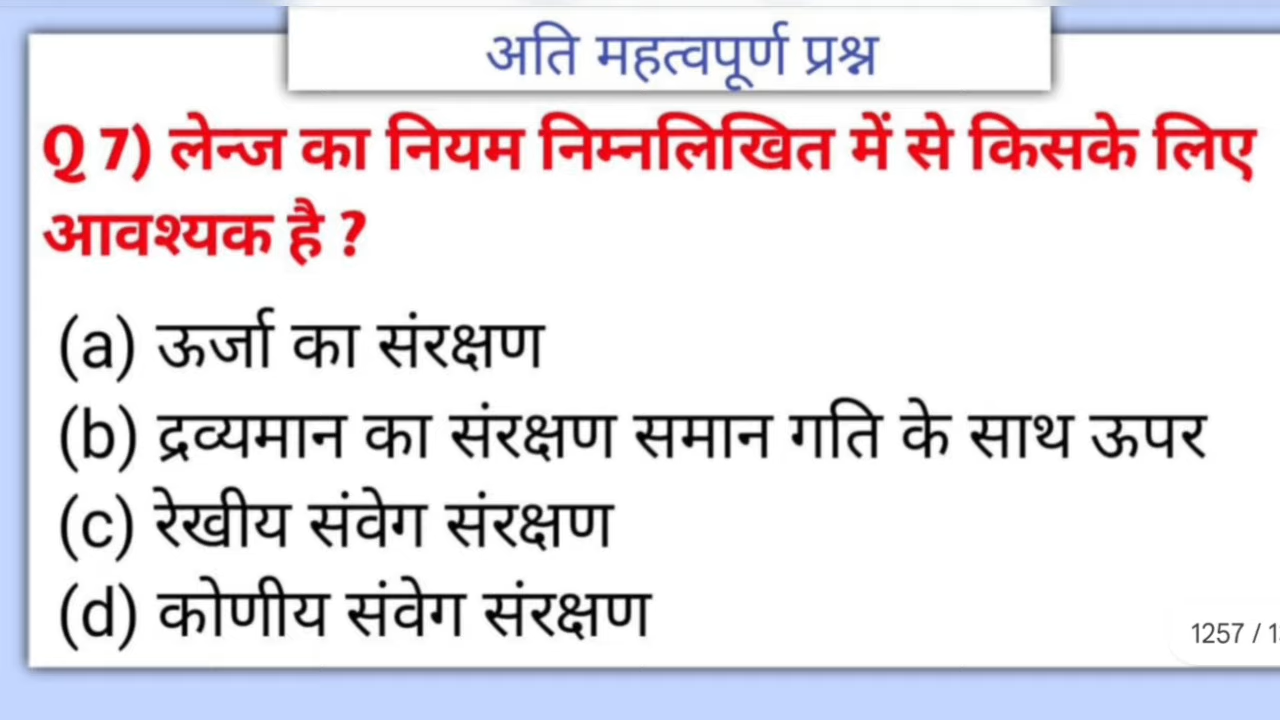 अति महत्वपूर्ण प्रश्न
Q 7) लेन्ज का नियम निम्नलिखित में से किसके लिए
आवश्यक है ?
(a) ऊर्जा का संरक्षण
(b) द्रव्यमान का संरक्षण समान गति के साथ ऊपर
(c) रेखीय संवेग संरक्षण
(d) कोणीय संवेग संरक्षण
1257 /